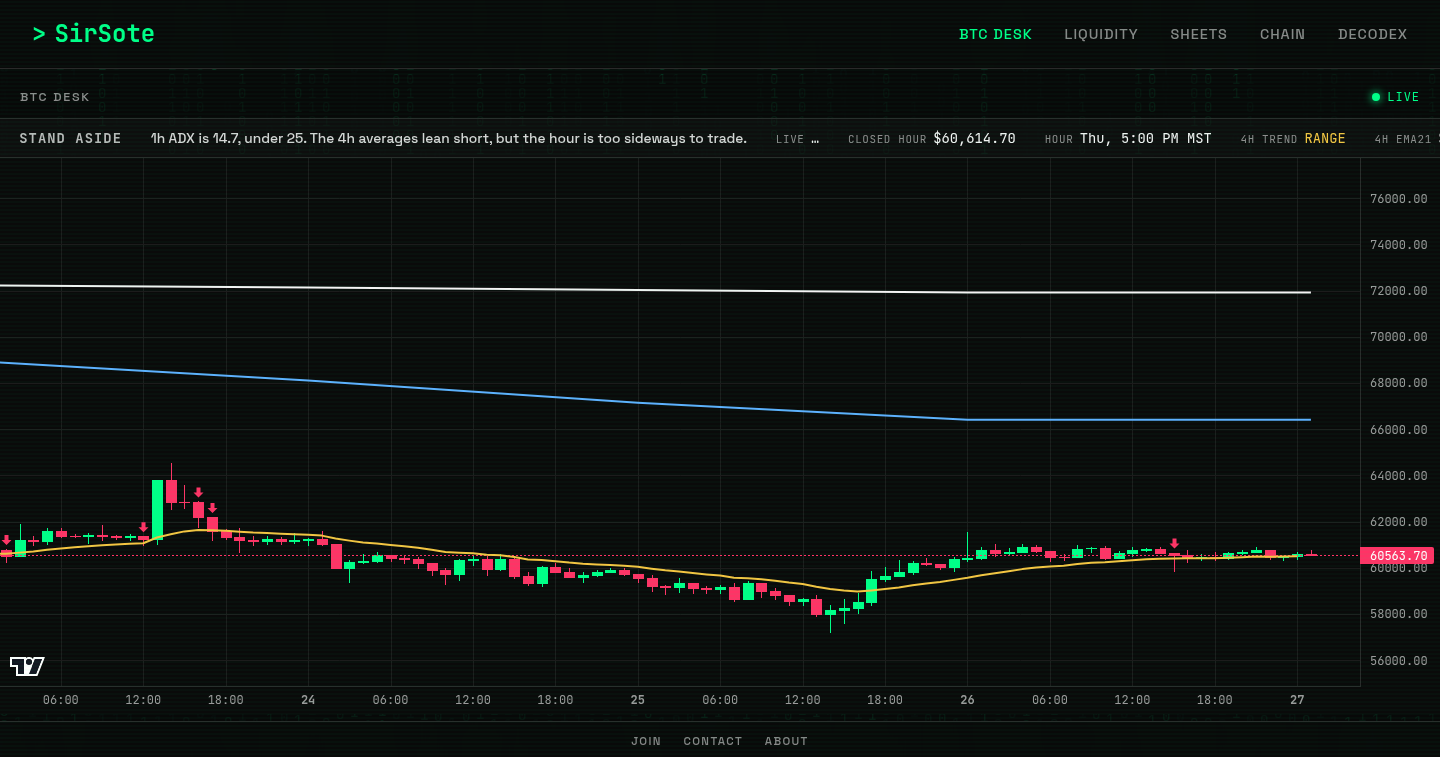 > SirSote
BTC DESK LIQUIDITY SHEETS CHAIN DECODEX
BTC DESK
LIVE
STAND ASIDE 1h ADX is 14.7, under 25. The 4h averages lean short, but the hour is too sideways to trade. LIVE … CLOSED HOUR $60,614.70 HOUR Thu, 5:00 PM MST 4H TREND RANGE 4H EMA21
76000.00
74000.00
72000.00
70000.00
68000.00
66000.00
64000.00
62000.00
60563.70
60000.00
58000.00
56000.00
06:00 12:00 18:00 24 06:00 12:00 18:00 25 06:00 12:00 18:00 26 06:00 12:00 18:00 27
JOIN CONTACT ABOUT